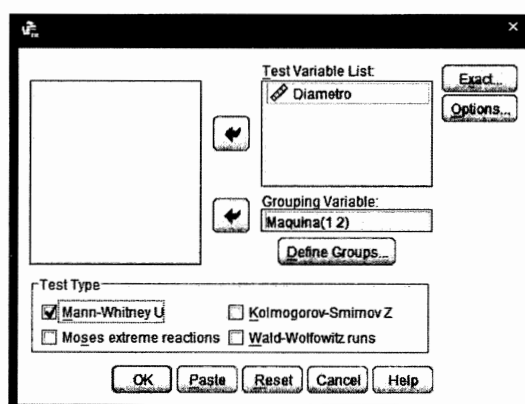 Test Variable List:
Diametro
Exact...
Options...
Grouping Variable:
Maquina(1 2)
Define Groups...
Test Type
Mann-Whitney U
Kolmogorov-Smirnov Z
Moses extreme reactions
Wald-Wolfowitz runs
OK
Paste
Reset
Cancel
Help